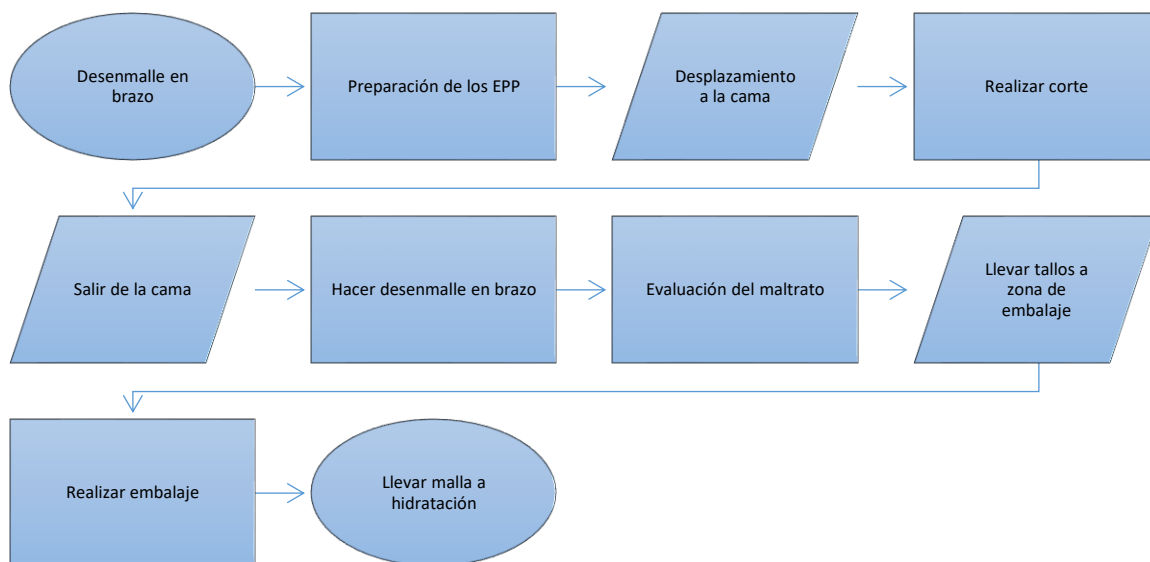 Desenmalle en
brazo
Preparación de los EPP
Desplazamiento
a la cama
Realizar corte
Salir de la cama
Hacer desenmalle en brazo
Evaluación del maltrato
Llevar tallos a
zona de
embalaje
Realizar embalaje
Llevar malla a
hidratación